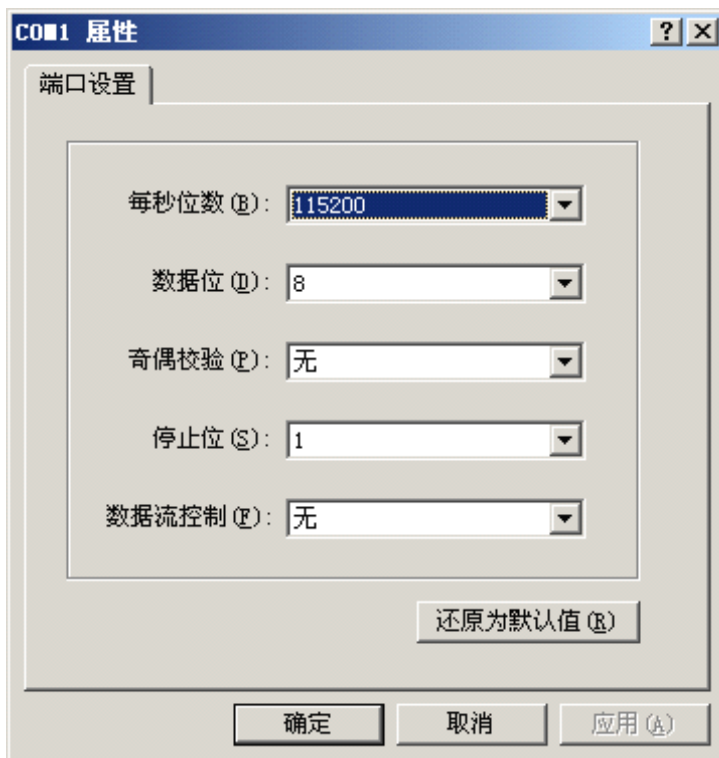 COM1 属性
端口设置
每秒位数(B): 115200
数据位(D): 8
奇偶校验(P): 无
停止位(S): 1
数据流控制(F): 无
还原为默认值(R)
确定 取消 应用(A)